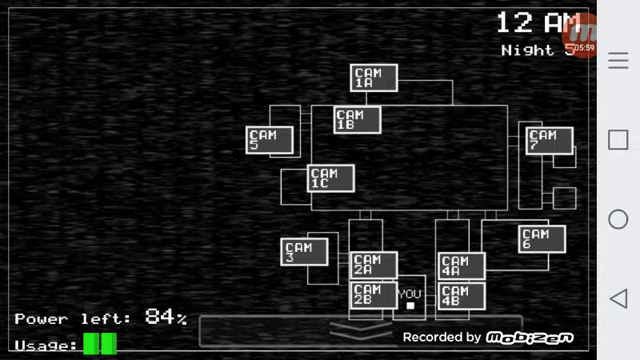 12 AM
Night 5
05:59
CAM
1A
CAM
1B
CAM
5
CAM
7
CAM
1C
CAM
6
CAM
3
CAM
2A
CAM
4A
CAM
2B
YOU
CAM
4B
Power left: 84%
Usage:
Recorded by mobizen